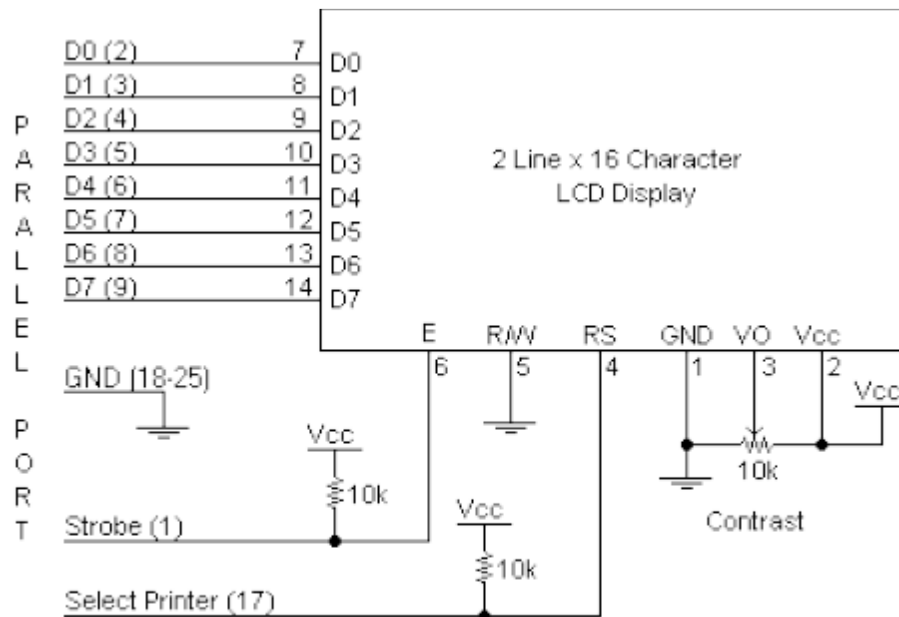 PARALLEL PORT
D0 (2) 7 D0
D1 (3) 8 D1
D2 (4) 9 D2
D3 (5) 10 D3
D4 (6) 11 D4
D5 (7) 12 D5
D6 (8) 13 D6
D7 (9) 14 D7
2 Line x 16 Character
LCD Display
E R/W RS GND VO Vcc
6 5 4 1 3 2
GND (18-25)
Vcc
Vcc
10k
10k
Contrast
Strobe (1)
Vcc
10k
Select Printer (17)